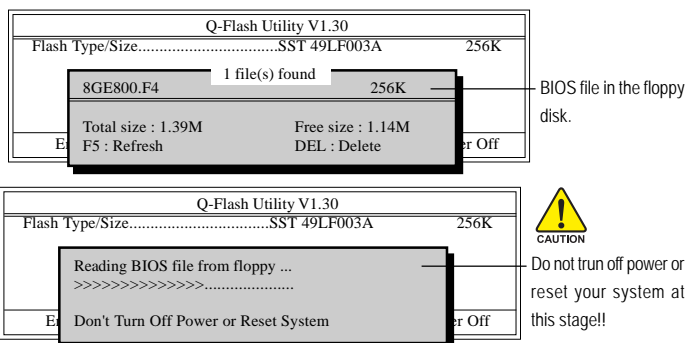 Q-Flash Utility V1.30
Flash Type/Size.................................SST 49LF003A 256K
1 file(s) found
8GE800.F4 256K
BIOS file in the floppy
disk.
Total size : 1.39M Free size : 1.14M
F5 : Refresh DEL : Delete
Off
Q-Flash Utility V1.30
Flash Type/Size.................................SST 49LF003A 256K
CAUTION
Reading BIOS file from floppy ...
>>>>>>>>>>>>>>.....................
Do not trun off power or
reset your system at
this stage!!
Don't Turn Off Power or Reset System
Off